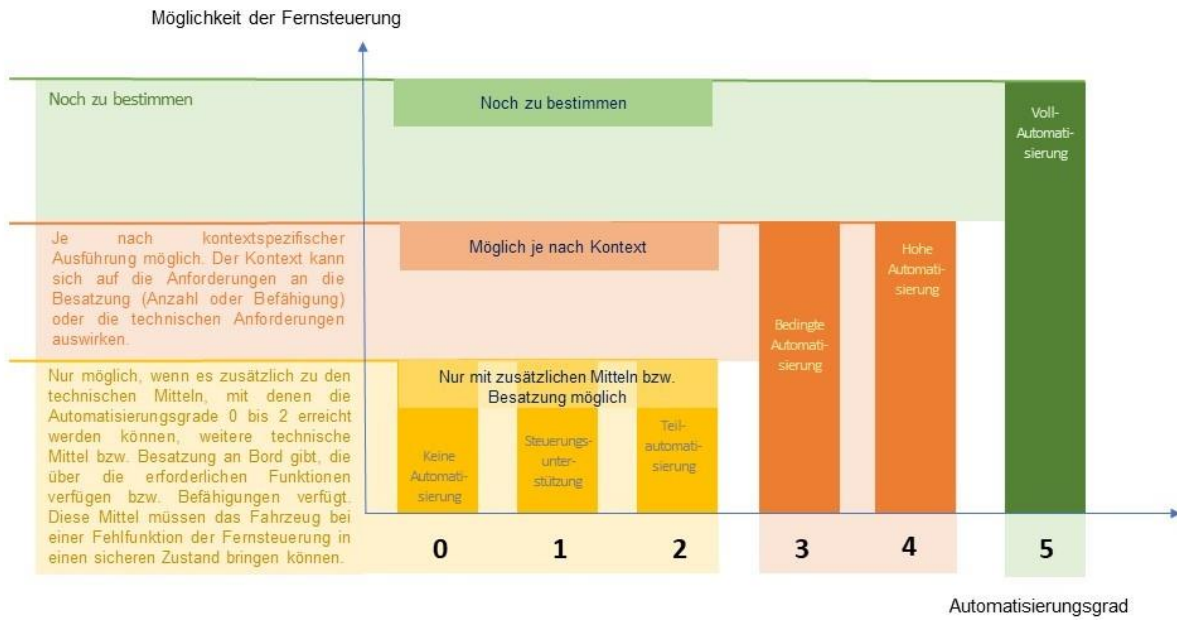 Möglichkeit der Fernsteuerung
Noch zu bestimmen
Noch zu bestimmen
Voll-
Automati-
sierung
Je nach kontextspezifischer
Ausführung möglich. Der Kontext kann
sich auf die Anforderungen an die
Besatzung (Anzahl oder Befähigung)
oder die technischen Anforderungen
auswirken.
Möglich je nach Kontext
Hohe
Automati-
sierung
Bedingte
Automati-
sierung
Nur möglich, wenn es zusätzlich zu den
technischen Mitteln, mit denen die
Automatisierungsgrade 0 bis 2 erreicht
werden können, weitere technische
Mittel bzw. Besatzung an Bord gibt, die
über die erforderlichen Funktionen
verfügen bzw. Befähigungen verfügt.
Diese Mittel müssen das Fahrzeug bei
einer Fehlfunktion der Fernsteuerung in
einen sicheren Zustand bringen können.
Nur mit zusätzlichen Mitteln bzw.
Besatzung möglich
Keine
Automati-
sierung
Steuerungs-
unter-
stützung
Teil-
automati-
sierung
0 1 2 3 4 5
Automatisierungsgrad